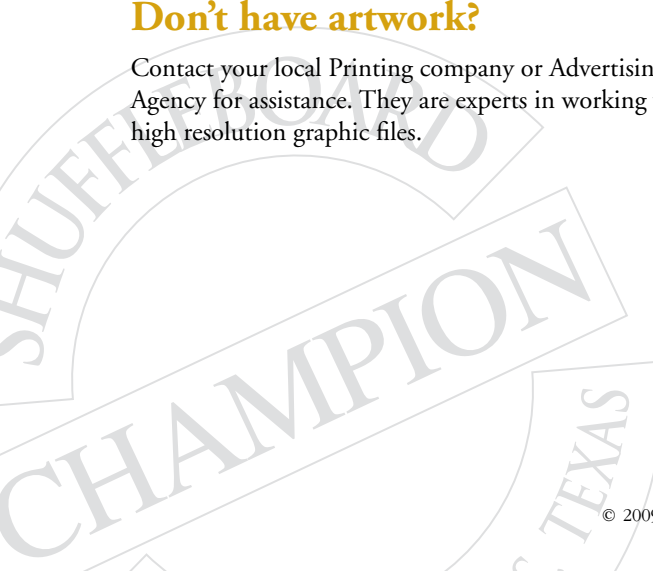 Don't have artwork?
Contact your local Printing company or Advertisin
Agency for assistance. They are experts in working
high resolution graphic files.
SHUFFLEBOARD
CHAMPION
TEXAS
© 2009